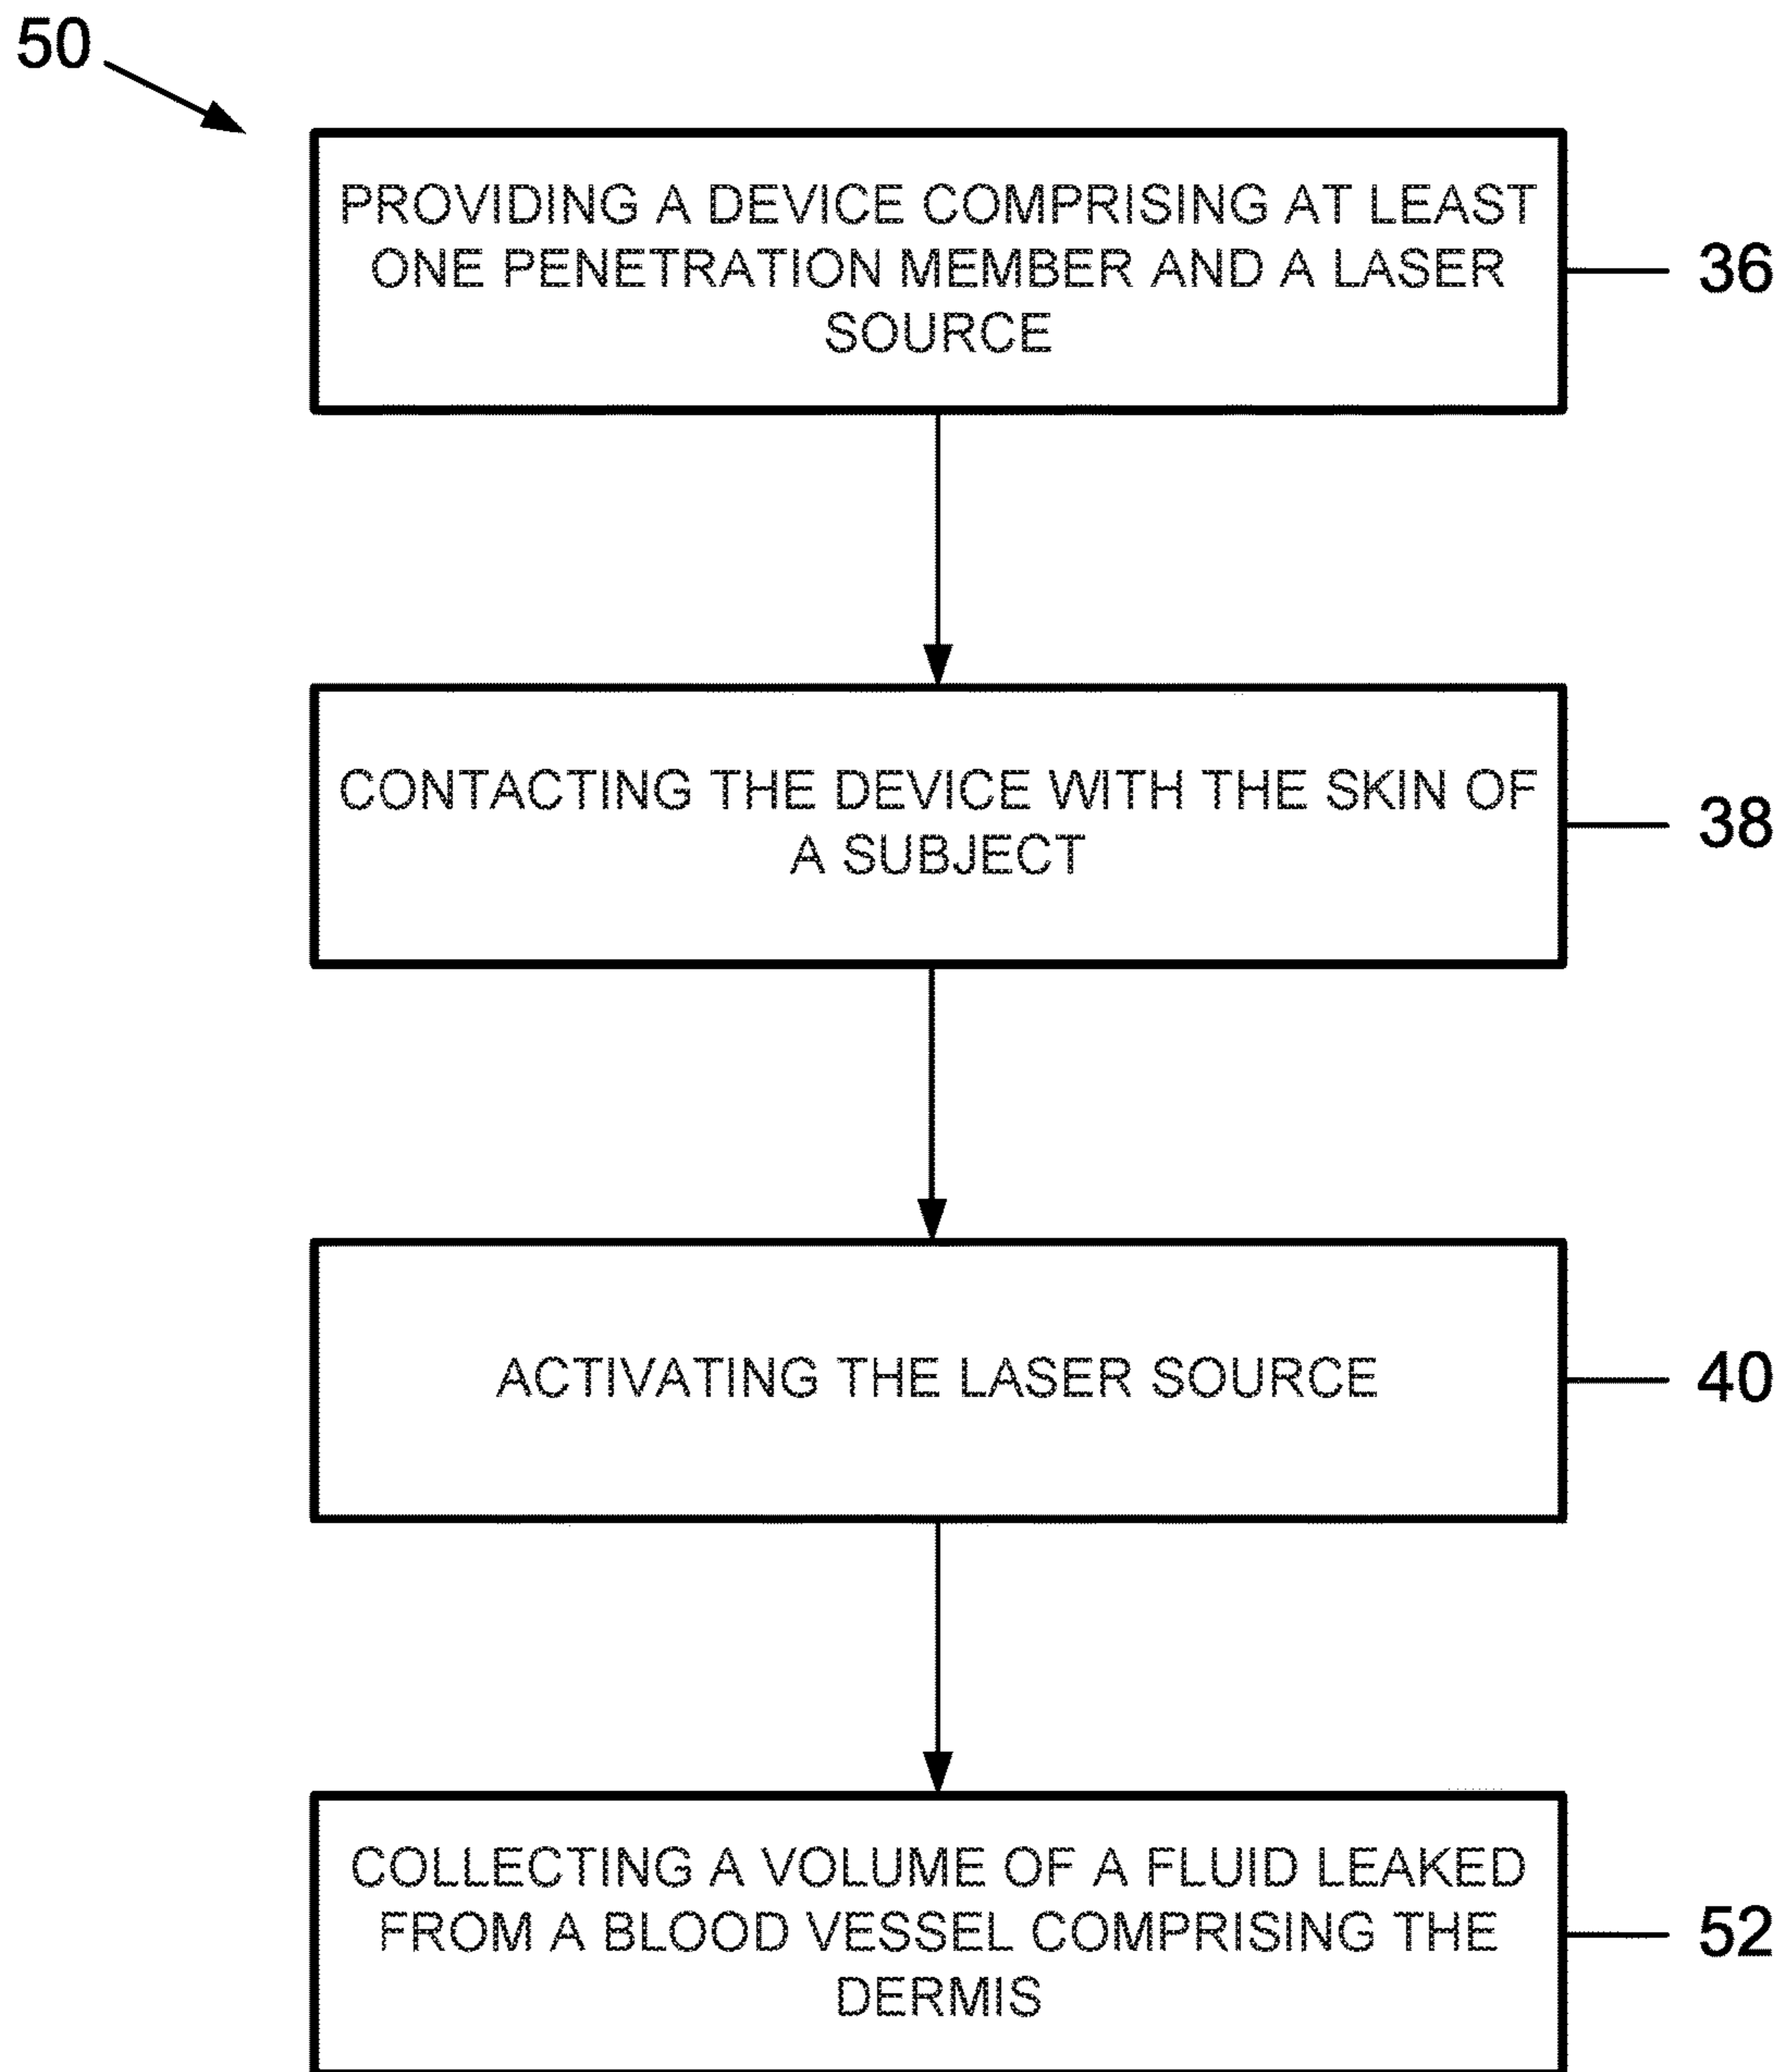 50
PROVIDING A DEVICE COMPRISING AT LEAST
ONE PENETRATION MEMBER AND A LASER
SOURCE
36
CONTACTING THE DEVICE WITH THE SKIN OF
A SUBJECT
38
ACTIVATING THE LASER SOURCE
40
COLLECTING A VOLUME OF A FLUID LEAKED
FROM A BLOOD VESSEL COMPRISING THE
DERMIS
52